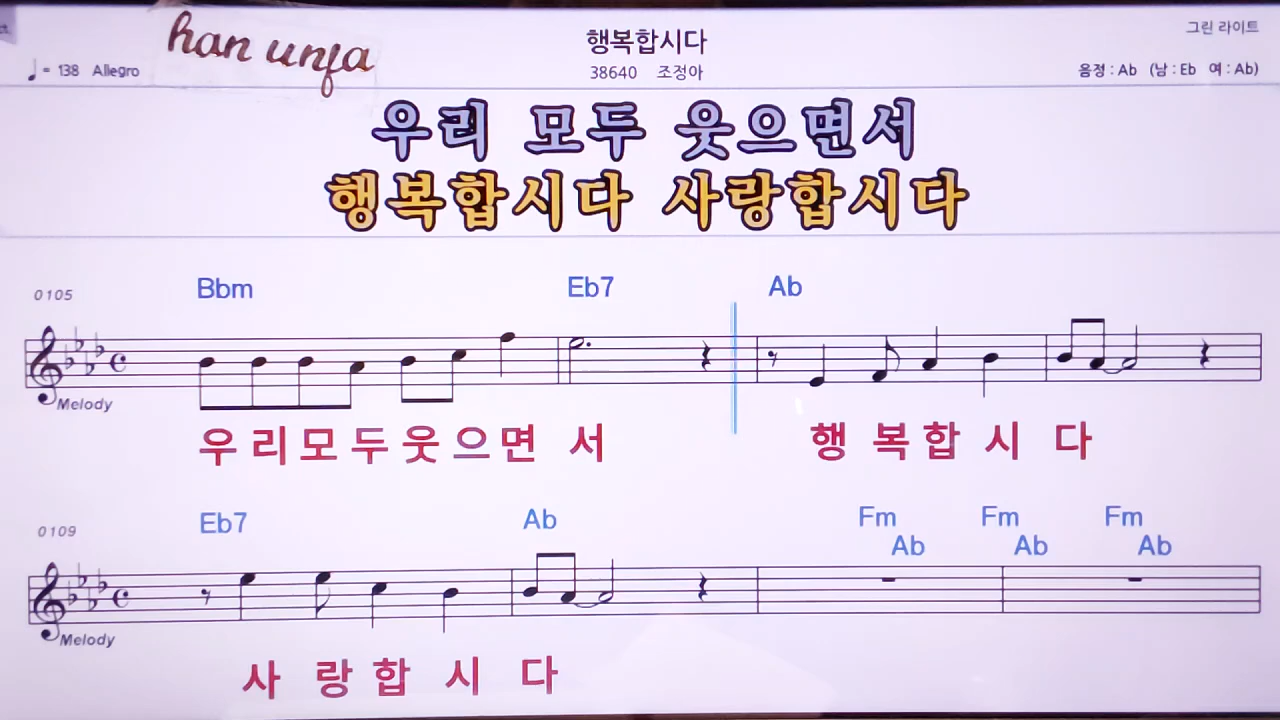 han unfa
행복합시다
그린 라이트
♩= 138 Allegro
38640 조정아
음정 : Ab (남 : Eb 여 : Ab)
우리 모두 웃으면서
행복합시다 사랑합시다
0105 Bbm Eb7 Ab
Melody
우리모두웃으면 서 행 복합 시 다
0109 Eb7 Ab Fm Fm Fm
Ab Ab Ab
Melody
사 랑합 시 다